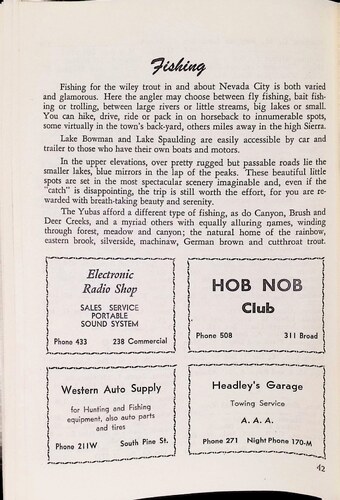 Fishing
Fishing for the wiley trout in and about Nevada City is both varied
and glamorous. Here the angler may choose between fly fishing, bait fish-
ing or trolling, between large rivers or little streams, big lakes or small.
You can hike, drive, ride or pack in on horseback to innumerable spots,
some virtually in the town's back-yard, others miles away in the high Sierra.
Lake Bowman and Lake Spaulding are easily accessible by car and
trailer to those who have their own boats and motors.
In the upper elevations, over pretty rugged but passable roads lie the
smaller lakes, blue mirrors in the lap of the peaks. These beautiful little
spots are set in the most spectacular scenery imaginable and, even if the
"catch" is disappointing, the trip is still worth the effort, for you are re-
warded with breath-taking beauty and serenity.
The Yubas afford a different type of fishing, as do Canyon, Brush and
Deer Creeks, and a myriad others with equally alluring names, winding
through forest, meadow and canyon; the natural home of the rainbow,
eastern brook, silverside, machinaw, German brown and cutthroat trout.
Electronic
Radio Shop
SALES SERVICE
PORTABLE
SOUND SYSTEM
Phone 433 238 Commercial
HOB NOB
Club
Phone 508 311 Broad
Western Auto Supply
for Hunting and Fishing
equipment, also auto parts
and tires
Phone 211W South Pine St.
Headley's Garage
Towing Service
A. A. A.
Phone 271 Night Phone 170-M
42